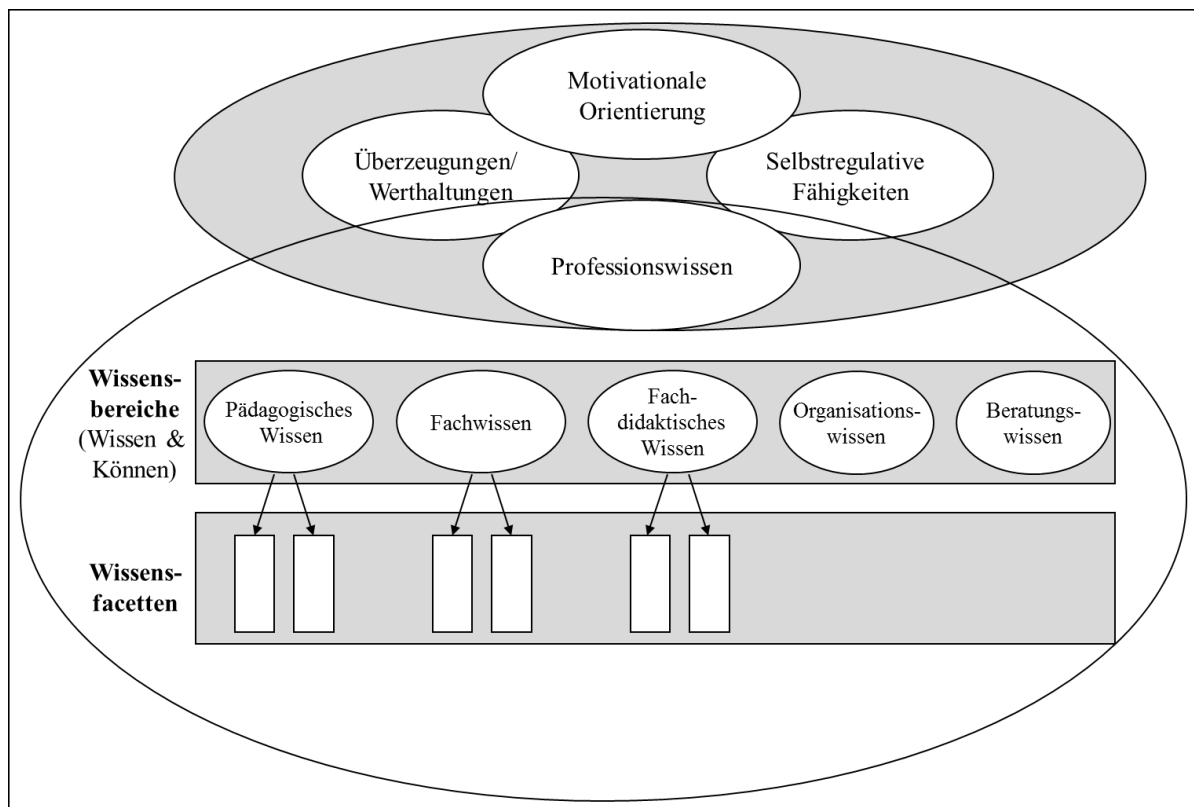 Motivationale
Orientierung
Überzeugungen/
Werthaltungen
Selbstregulative
Fähigkeiten
Professionswissen
Wissens-
bereiche
(Wissen &
Können)
Pädagogisches
Wissen
Fachwissen
Fach-
didaktisches
Wissen
Organisations-
wissen
Beratungs-
wissen
Wissens-
facetten